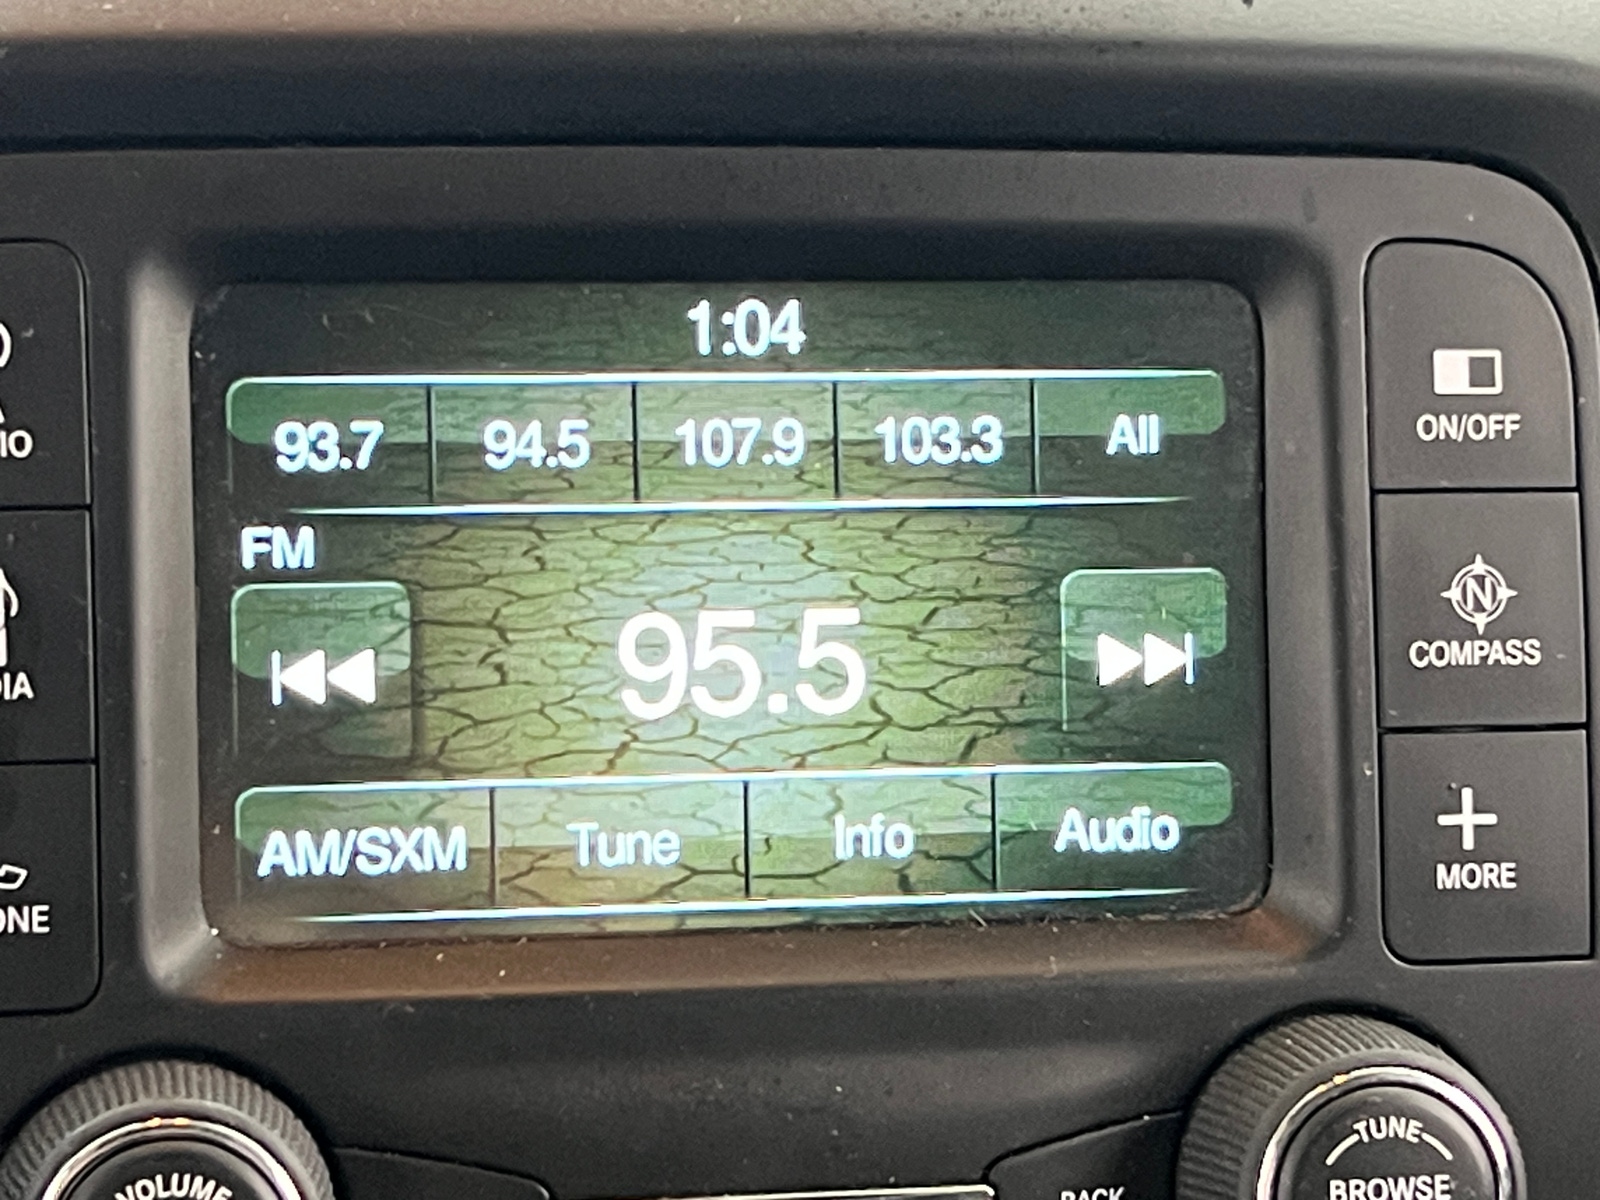 1:04
93.7 94.5 107.9 103.3 All
FM
95.5
AM/SXM Tune Info Audio
IO
DIA
ONE
ON/OFF
N
COMPASS
MORE
VOLUME
BACK
TUNE
BROWSE